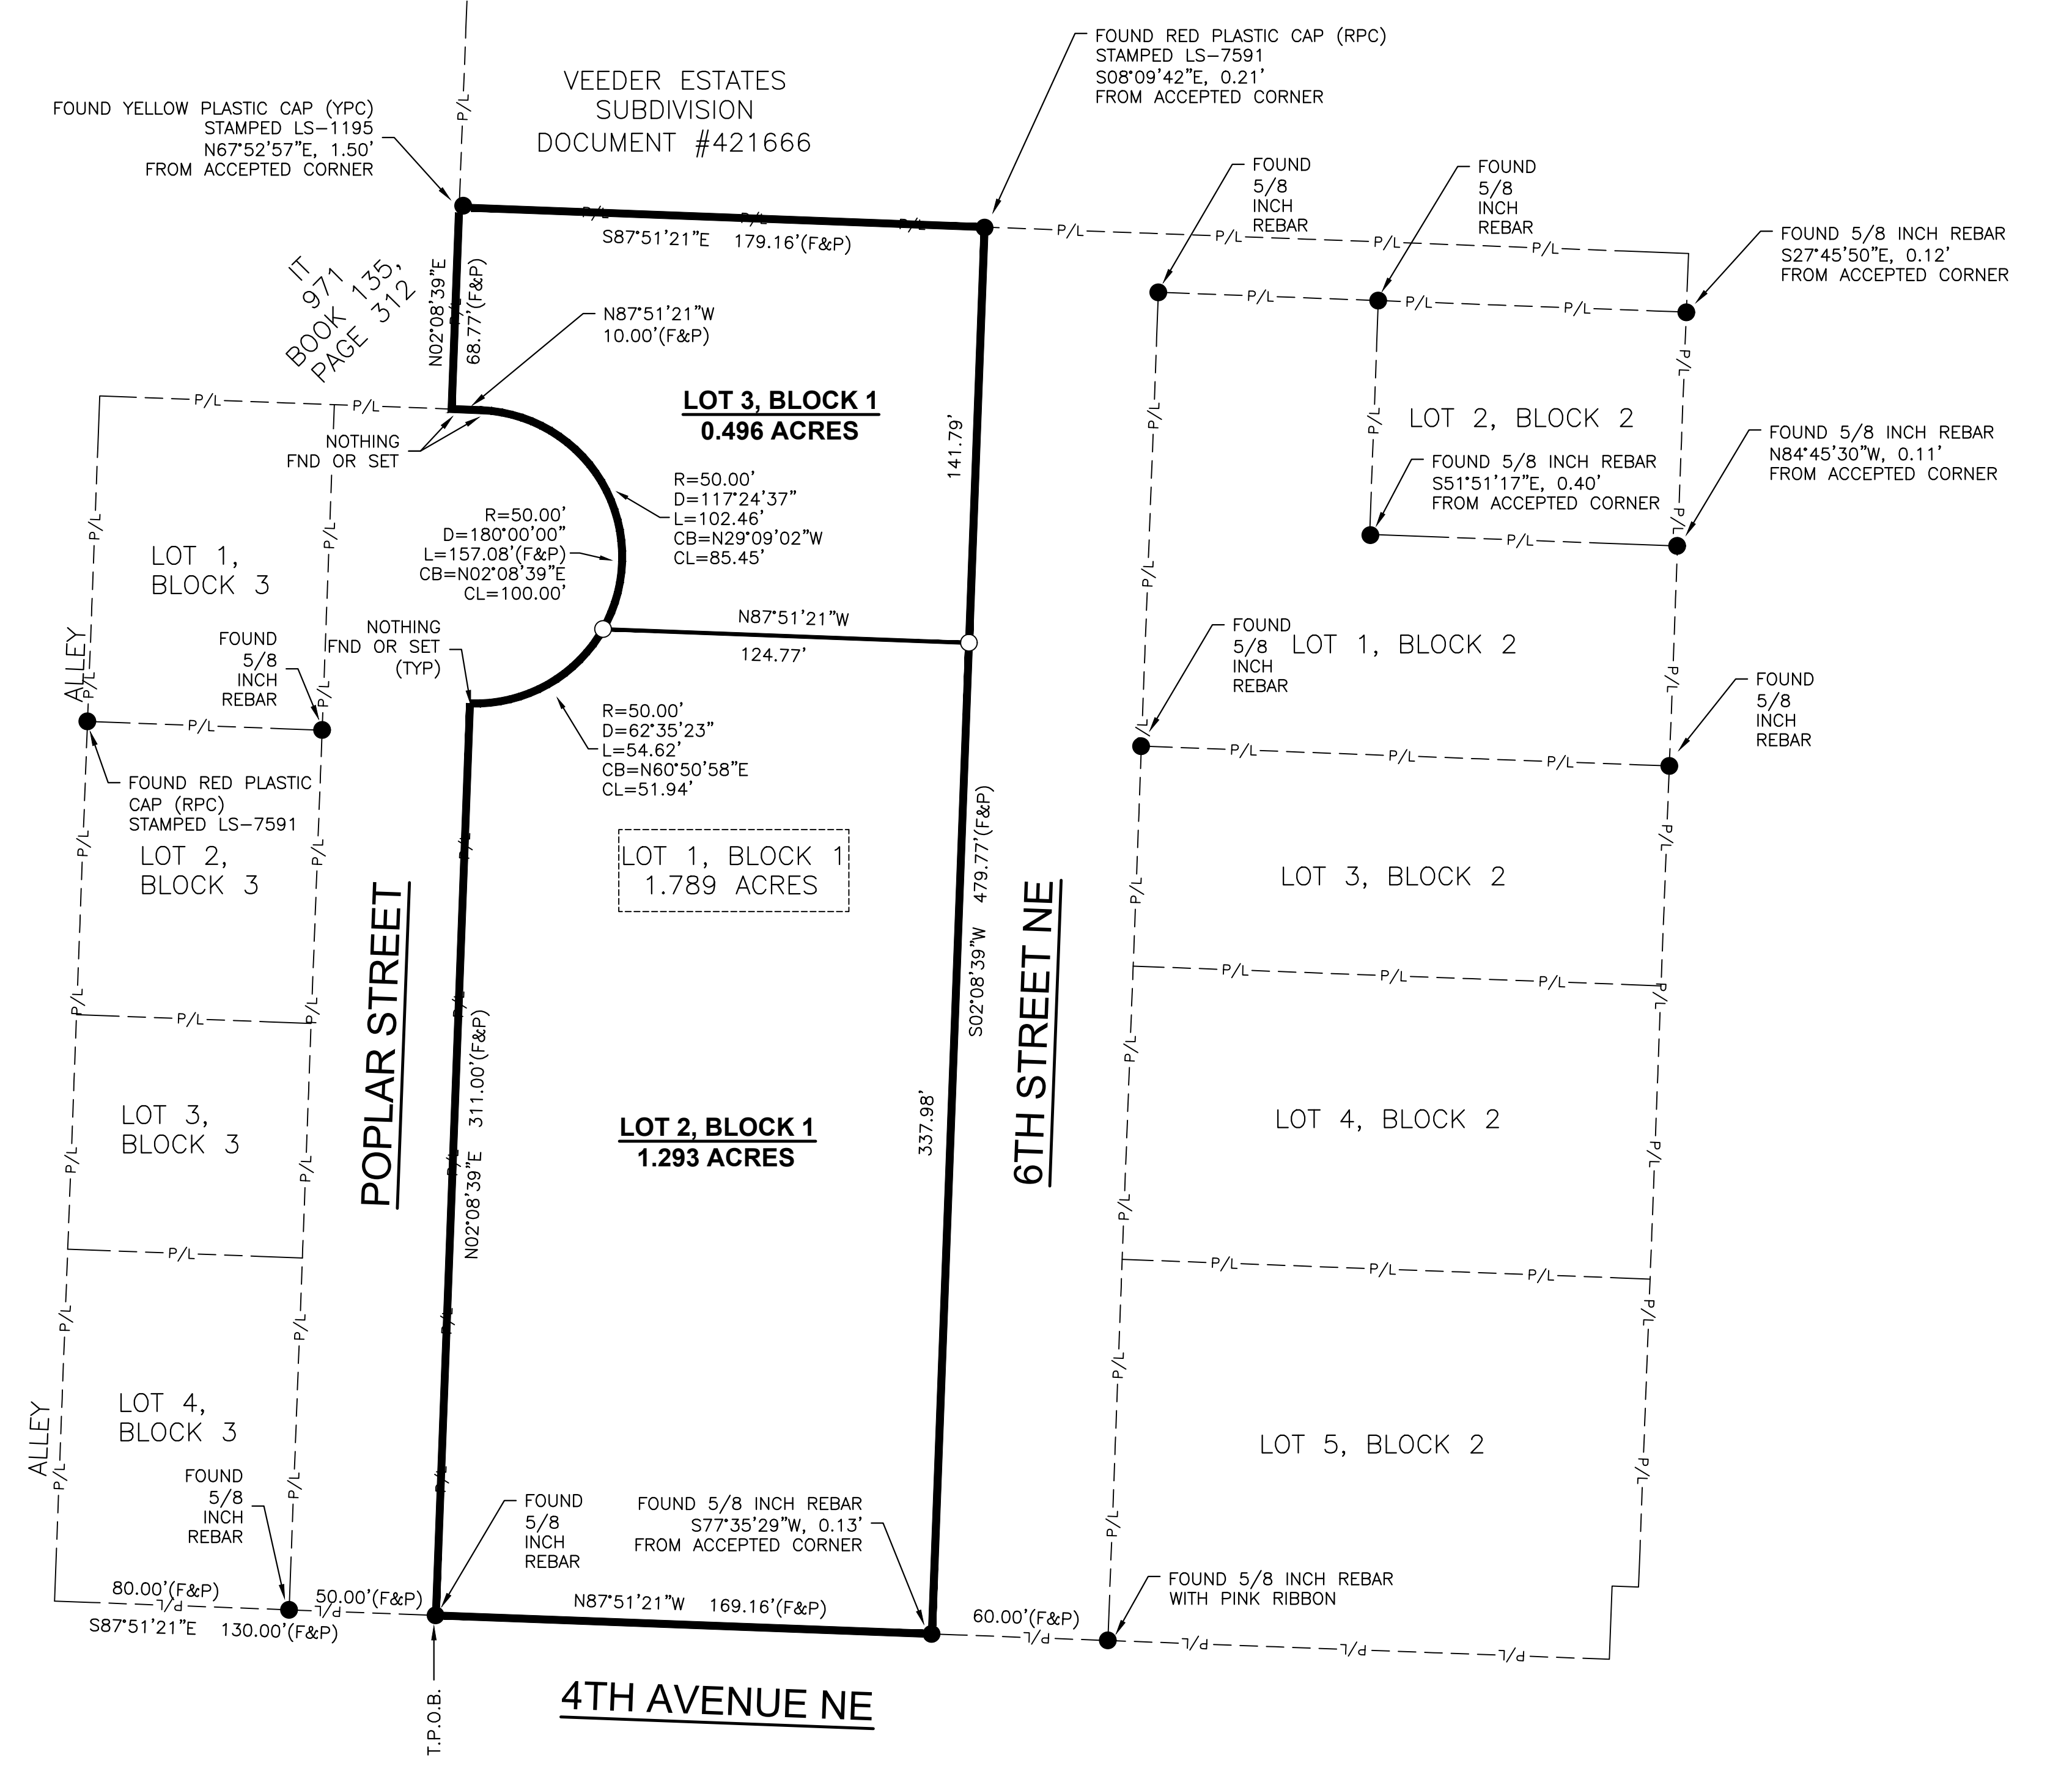 FOUND RED PLASTIC CAP (RPC)
STAMPED LS-7591
S08°09'42"E, 0.21'
FROM ACCEPTED CORNER
VEEDER ESTATES
SUBDIVISION
DOCUMENT #421666
FOUND YELLOW PLASTIC CAP (YPC)
STAMPED LS-1195
N67°52'57"E, 1.50'
FROM ACCEPTED CORNER
P/L
FOUND
5/8
INCH
REBAR
FOUND
5/8
INCH
REBAR
FOUND 5/8 INCH REBAR
S27°45'50"E, 0.12'
FROM ACCEPTED CORNER
P/L P/L P/L
S87°51'21"E 179.16'(F&P)
P/L P/L P/L P/L
P/L P/L P/L
IT
971
BOOK 135,
PAGE 312
N02°08'39"E
P/L
68.77'(F&P)
N87°51'21"W
10.00'(F&P)
LOT 3, BLOCK 1
0.496 ACRES
141.79'
P/L P/L
NOTHING
FND OR SET
R=50.00'
D=117°24'37"
L=102.46'
CB=N29°09'02"W
CL=85.45'
R=50.00'
D=180°00'00"
L=157.08'(F&P)
CB=N02°08'39"E
CL=100.00'
LOT 2, BLOCK 2
FOUND 5/8 INCH REBAR
N84°45'30"W, 0.11'
FROM ACCEPTED CORNER
FOUND 5/8 INCH REBAR
S51°51'17"E, 0.40'
FROM ACCEPTED CORNER
P/L
P/L
P/L
P/L
P/L
P/L
P/L
P/L
LOT 1,
BLOCK 3
ALLEY
P/L
P/L
FOUND
5/8
INCH
REBAR
NOTHING
FND OR SET
(TYP)
N87°51'21"W
124.77'
FOUND
5/8
INCH
REBAR
LOT 1, BLOCK 2
P/L
P/L
FOUND
5/8
INCH
REBAR
P/L
R=50.00'
D=62°35'23"
L=54.62'
CB=N60°50'58"E
CL=51.94'
P/L P/L P/L
FOUND RED PLASTIC
CAP (RPC)
STAMPED LS-7591
LOT 2,
BLOCK 3
P/L
P/L
P/L
LOT 1, BLOCK 1
1.789 ACRES
S02°08'39"W 479.77'(F&P)
P/L
P/L
LOT 3, BLOCK 2
POPLAR STREET
6TH STREET NE
P/L
P/L
P/L
P/L
P/L P/L P/L
P/L
N02°08'39"E 311.00'(F&P)
P/L
LOT 3,
BLOCK 3
P/L
P/L
P/L
LOT 2, BLOCK 1
1.293 ACRES
337.98'
LOT 4, BLOCK 2
P/L
P/L
P/L
P/L P/L P/L
P/L
P/L
P/L
P/L
P/L
LOT 4,
BLOCK 3
ALLEY
P/L
P/L
P/L
LOT 5, BLOCK 2
P/L
P/L
FOUND
5/8
INCH
REBAR
FOUND
5/8
INCH
REBAR
FOUND 5/8 INCH REBAR
S77°35'29"W, 0.13'
FROM ACCEPTED CORNER
FOUND 5/8 INCH REBAR
WITH PINK RIBBON
80.00'(F&P)
P/L
50.00'(F&P)
P/L
S87°51'21"E 130.00'(F&P)
N87°51'21"W 169.16'(F&P)
60.00'(F&P)
P/L P/L P/L P/L
T.P.O.B.
4TH AVENUE NE